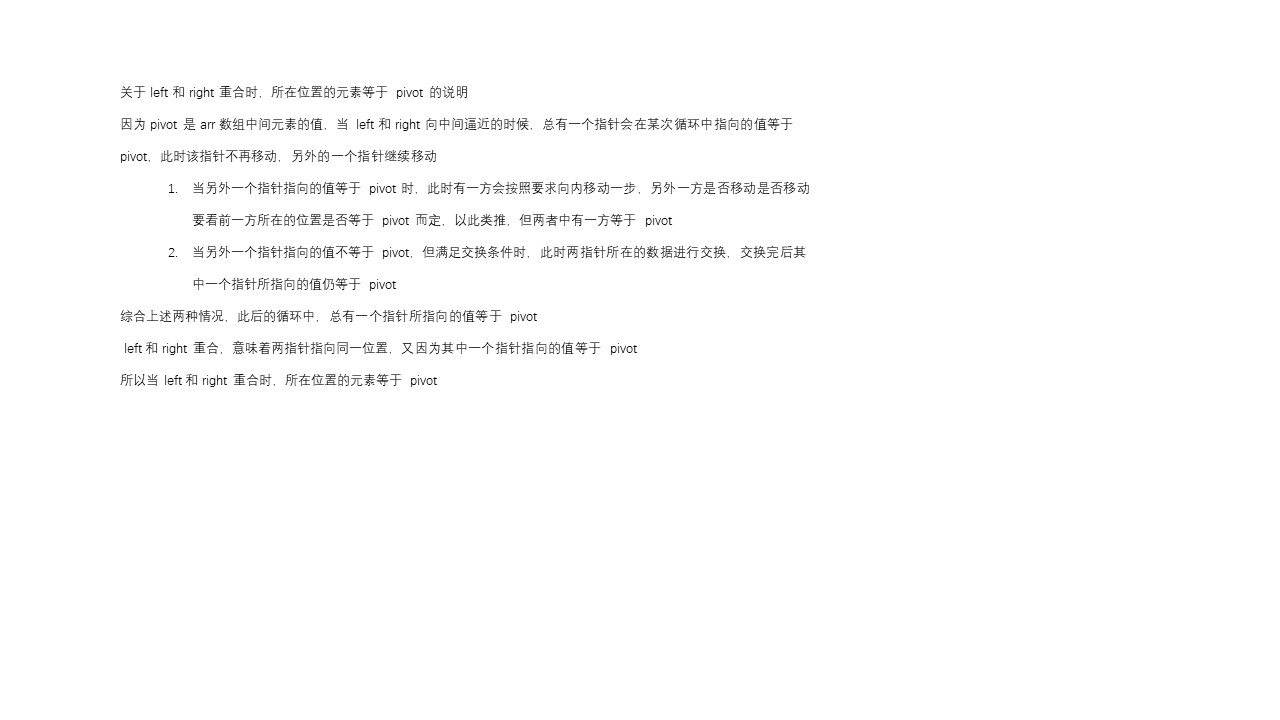 关于 left 和 right 重合时，所在位置的元素等于 pivot 的说明
因为 pivot 是 arr 数组中间元素的值，当 left 和 right 向中间逼近的时候，总有一个指针会在某次循环中指向的值等于
pivot，此时该指针不再移动，另外的一个指针继续移动
1. 当另外一个指针指向的值等于 pivot 时，此时有一方会按照要求向内移动一步，另外一方是否移动是否移动
要看前一方所在的位置是否等于 pivot 而定，以此类推，但两者中有一方等于 pivot
2. 当另外一个指针指向的值不等于 pivot，但满足交换条件时，此时两指针所在的数据进行交换，交换完后其
中一个指针所指向的值仍等于 pivot
综合上述两种情况，此后的循环中，总有一个指针所指向的值等于 pivot
left 和 right 重合，意味着两指针指向同一位置，又因为其中一个指针指向的值等于 pivot
所以当 left 和 right 重合时，所在位置的元素等于 pivot